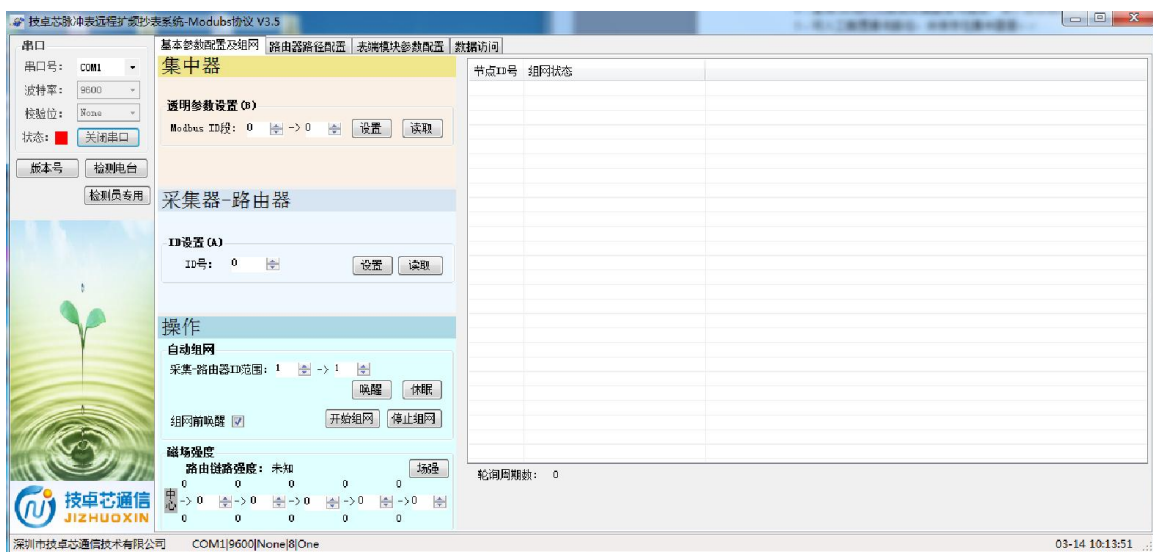 技卓芯脉冲表远程扩频抄表系统-Modubs协议 V3.5
串口
串口号： COM1
波特率： 9600
校验位： None
状态： 关闭串口
版本号 检测电台
检测员专用
基本参数配置及组网 路由器路径配置 表端模块参数配置 数据访问
集中器
透明参数设置(B)
Modbus ID段： 0 -> 0 设置 读取
采集器-路由器
ID设置(A)
ID号： 0 设置 读取
操作
自动组网
采集-路由器ID范围： 1 -> 1
唤醒 休眠
组网前唤醒 开始组网 停止组网
磁场强度
路由链路强度： 未知 场强
0 0 0 0 0
中心 -> 0 -> 0 -> 0 -> 0 -> 0
0 0 0 0 0
节点ID号 组网状态
轮询周期数： 0
技卓芯通信
JIZHUOXIN
深圳市技卓芯通信技术有限公司 COM1|9600|None|8|One 03-14 10:13:51